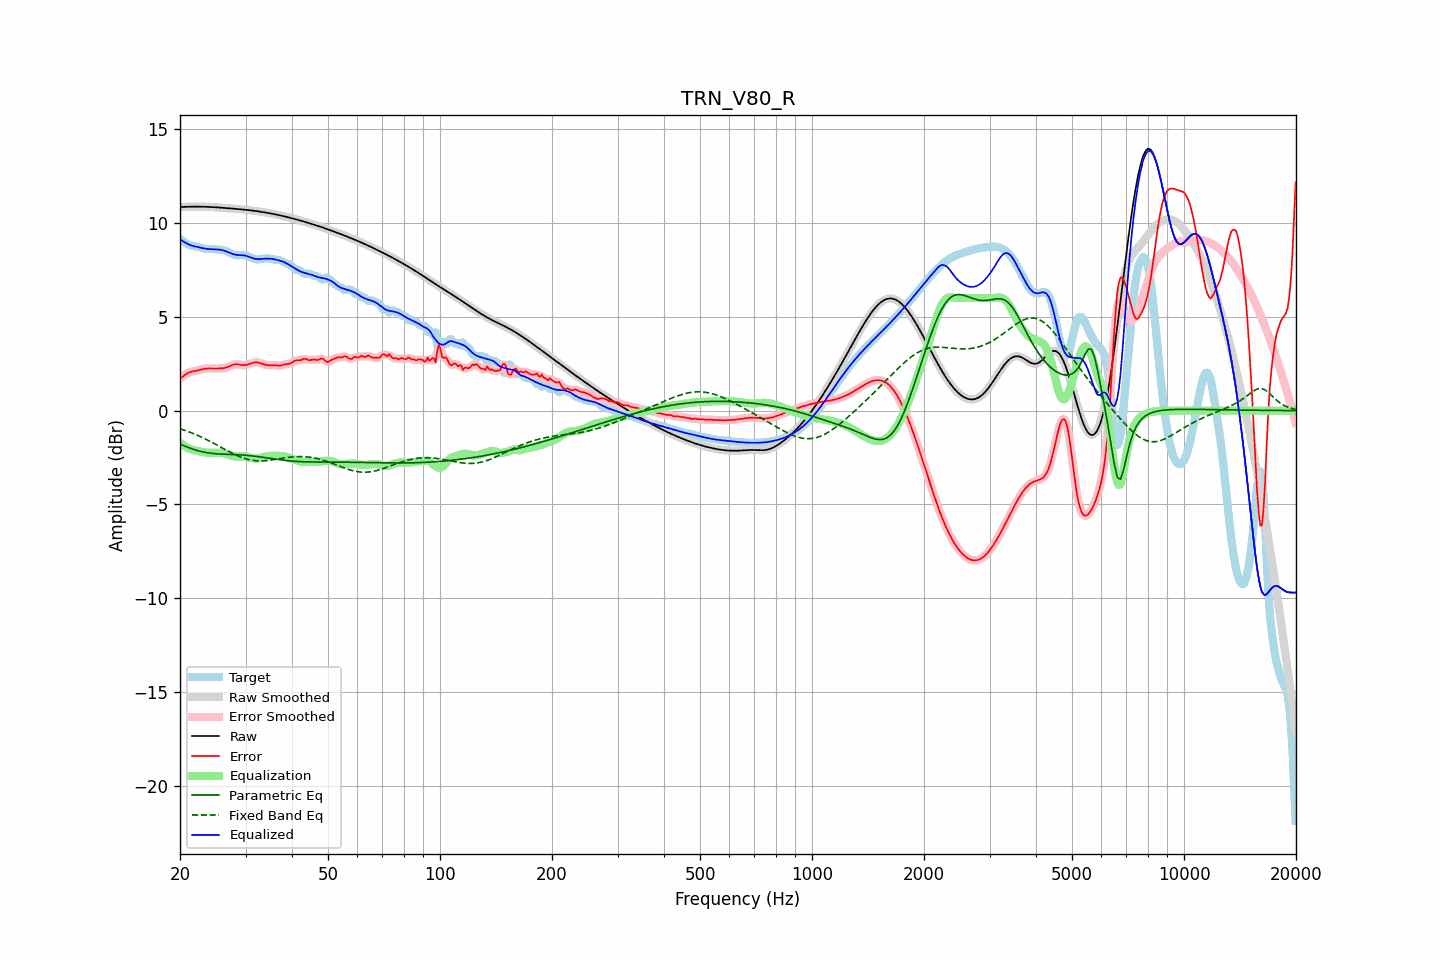 TRN_V80_R
15
10
5
0
−5
−10
−15
−20
Amplitude (dBr)
Target
Raw Smoothed
Error Smoothed
Raw
Error
Equalization
Parametric Eq
Fixed Band Eq
Equalized
20 50 100 200 500 1000 2000 5000 10000 20000
Frequency (Hz)